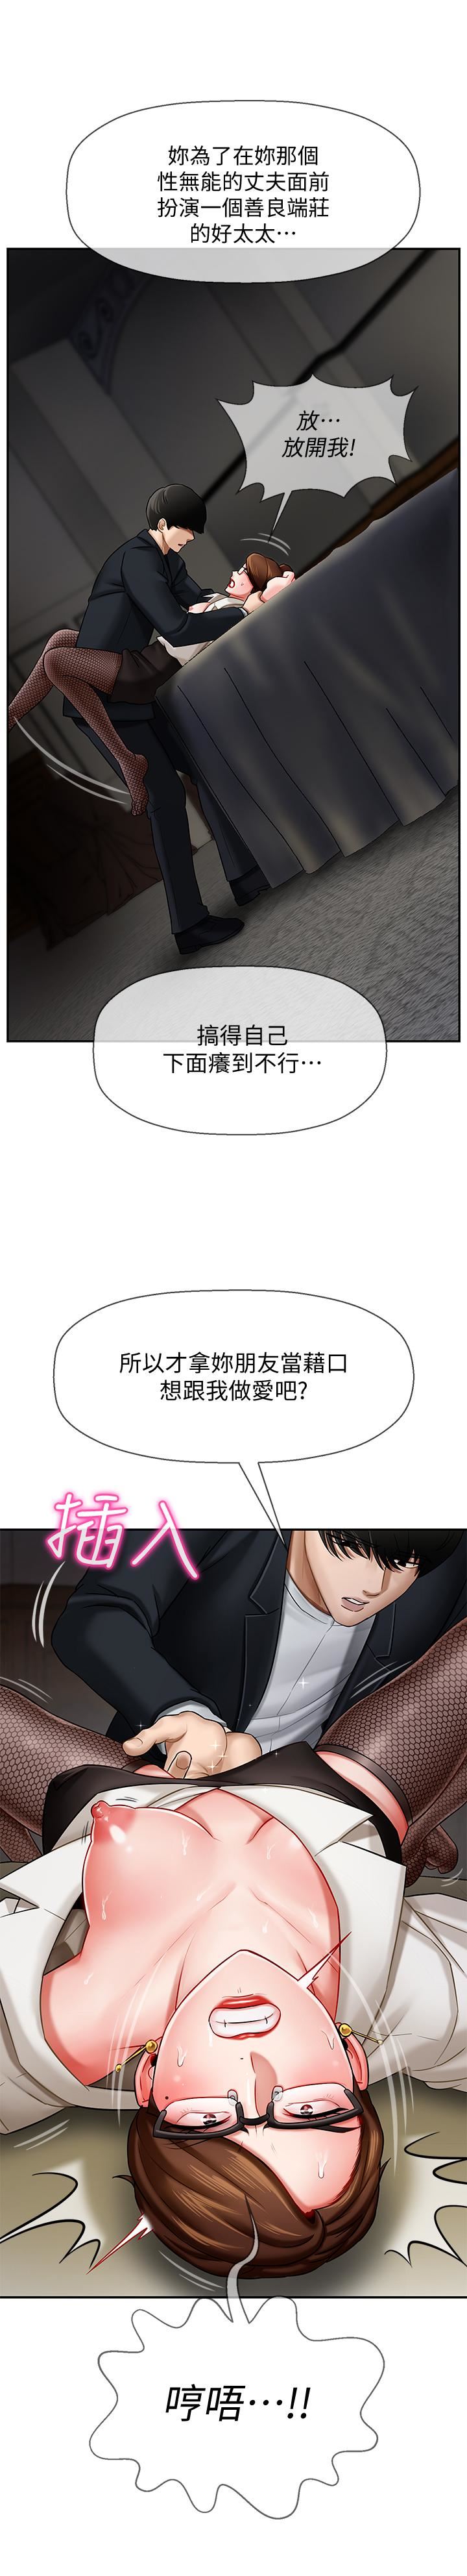 妳為了在妳那個
性無能的丈夫面前
扮演一個善良端莊
的好太太…
放…
放開我!
搞得自己
下面癢到不行…
所以才拿妳朋友當藉口
想跟我做愛吧?
插入
哼唔…!!